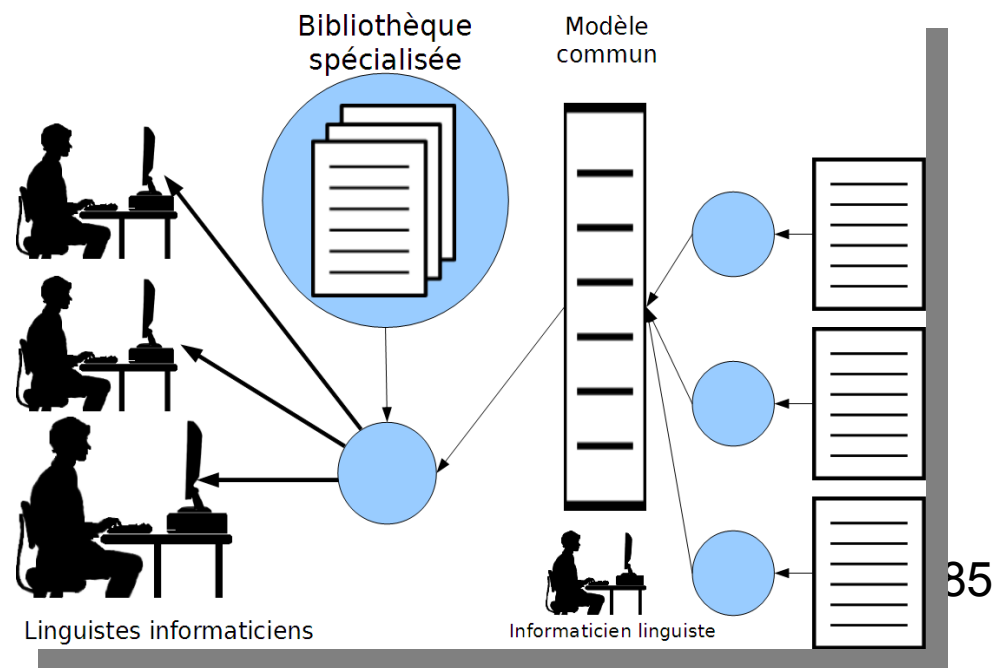 Bibliothèque
spécialisée
Modèle
commun
85
Linguistes informaticiens
Informaticien linguiste